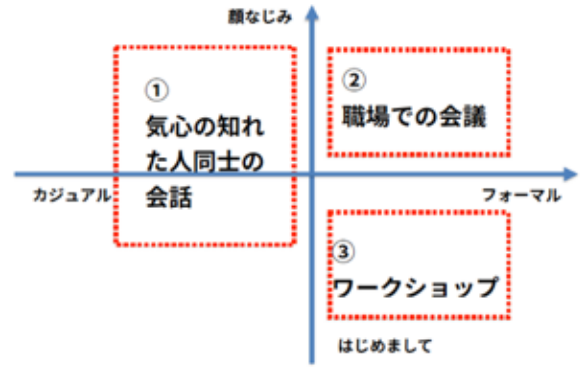 顔なじみ
①
気心の知れ
た人同士の
会話
②
職場での会議
カジュアル
フォーマル
③
ワークショップ
はじめまして